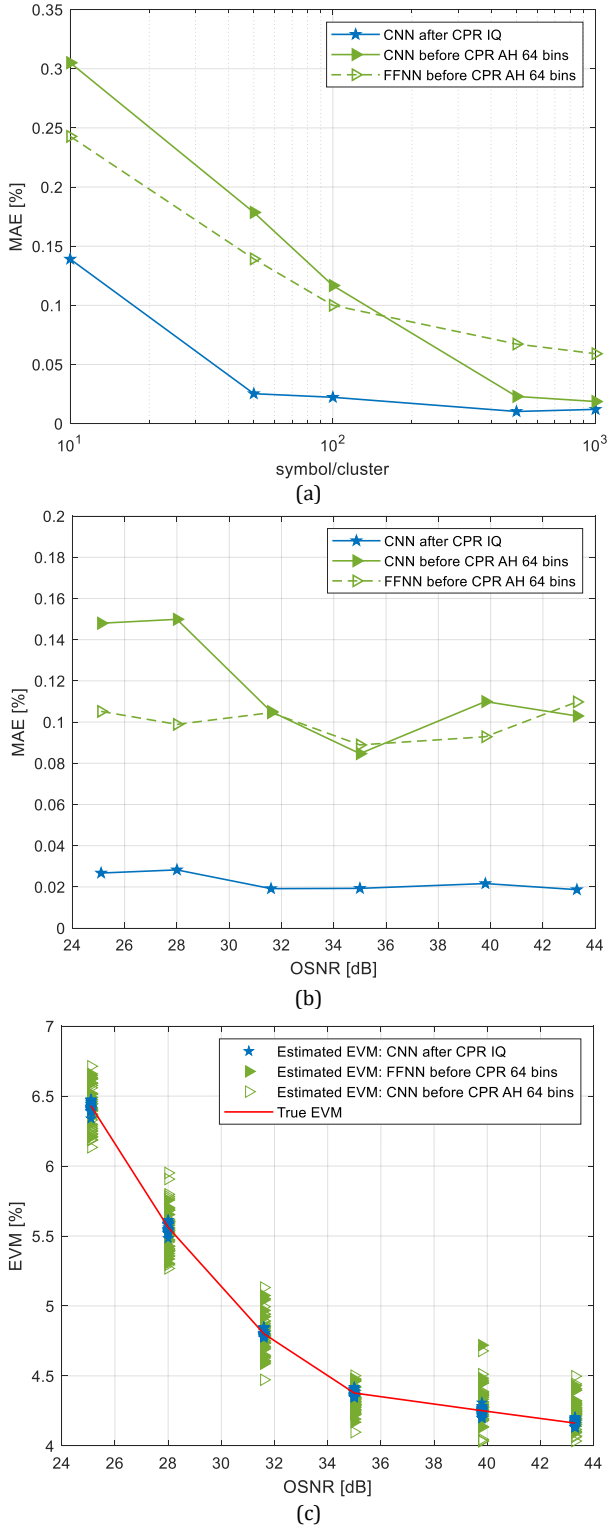 0.35
0.3
0.25
0.2
0.15
0.1
0.05
0
MAE [%]
CNN after CPR IQ
CNN before CPR AH 64 bins
FFNN before CPR AH 64 bins
10^1 10^2 10^3
symbol/cluster
(a)
0.2
0.18
0.16
0.14
0.12
0.1
0.08
0.06
0.04
0.02
0
MAE [%]
CNN after CPR IQ
CNN before CPR AH 64 bins
FFNN before CPR AH 64 bins
24 26 28 30 32 34 36 38 40 42 44
OSNR [dB]
(b)
7
6.5
6
5.5
5
4.5
4
EVM [%]
Estimated EVM: CNN after CPR IQ
Estimated EVM: FFNN before CPR 64 bins
Estimated EVM: CNN before CPR AH 64 bins
True EVM
24 26 28 30 32 34 36 38 40 42 44
OSNR [dB]
(c)